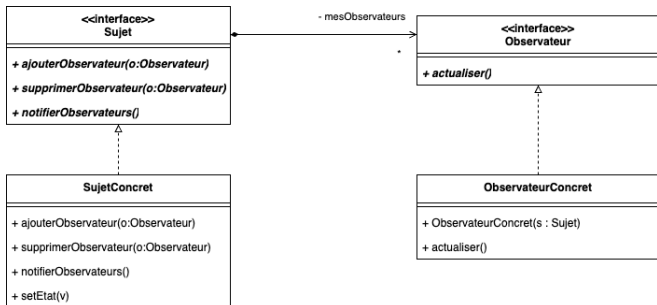 <<interface>>
Sujet
+ ajouterObservateur(o:Observateur)
+ supprimerObservateur(o:Observateur)
+ notifierObservateurs()
- mesObservateurs
*
<<interface>>
Observateur
+ actualiser()
SujetConcret
+ ajouterObservateur(o:Observateur)
+ supprimerObservateur(o:Observateur)
+ notifierObservateurs()
+ setEtat(v)
ObservateurConcret
+ ObservateurConcret(s : Sujet)
+ actualiser()